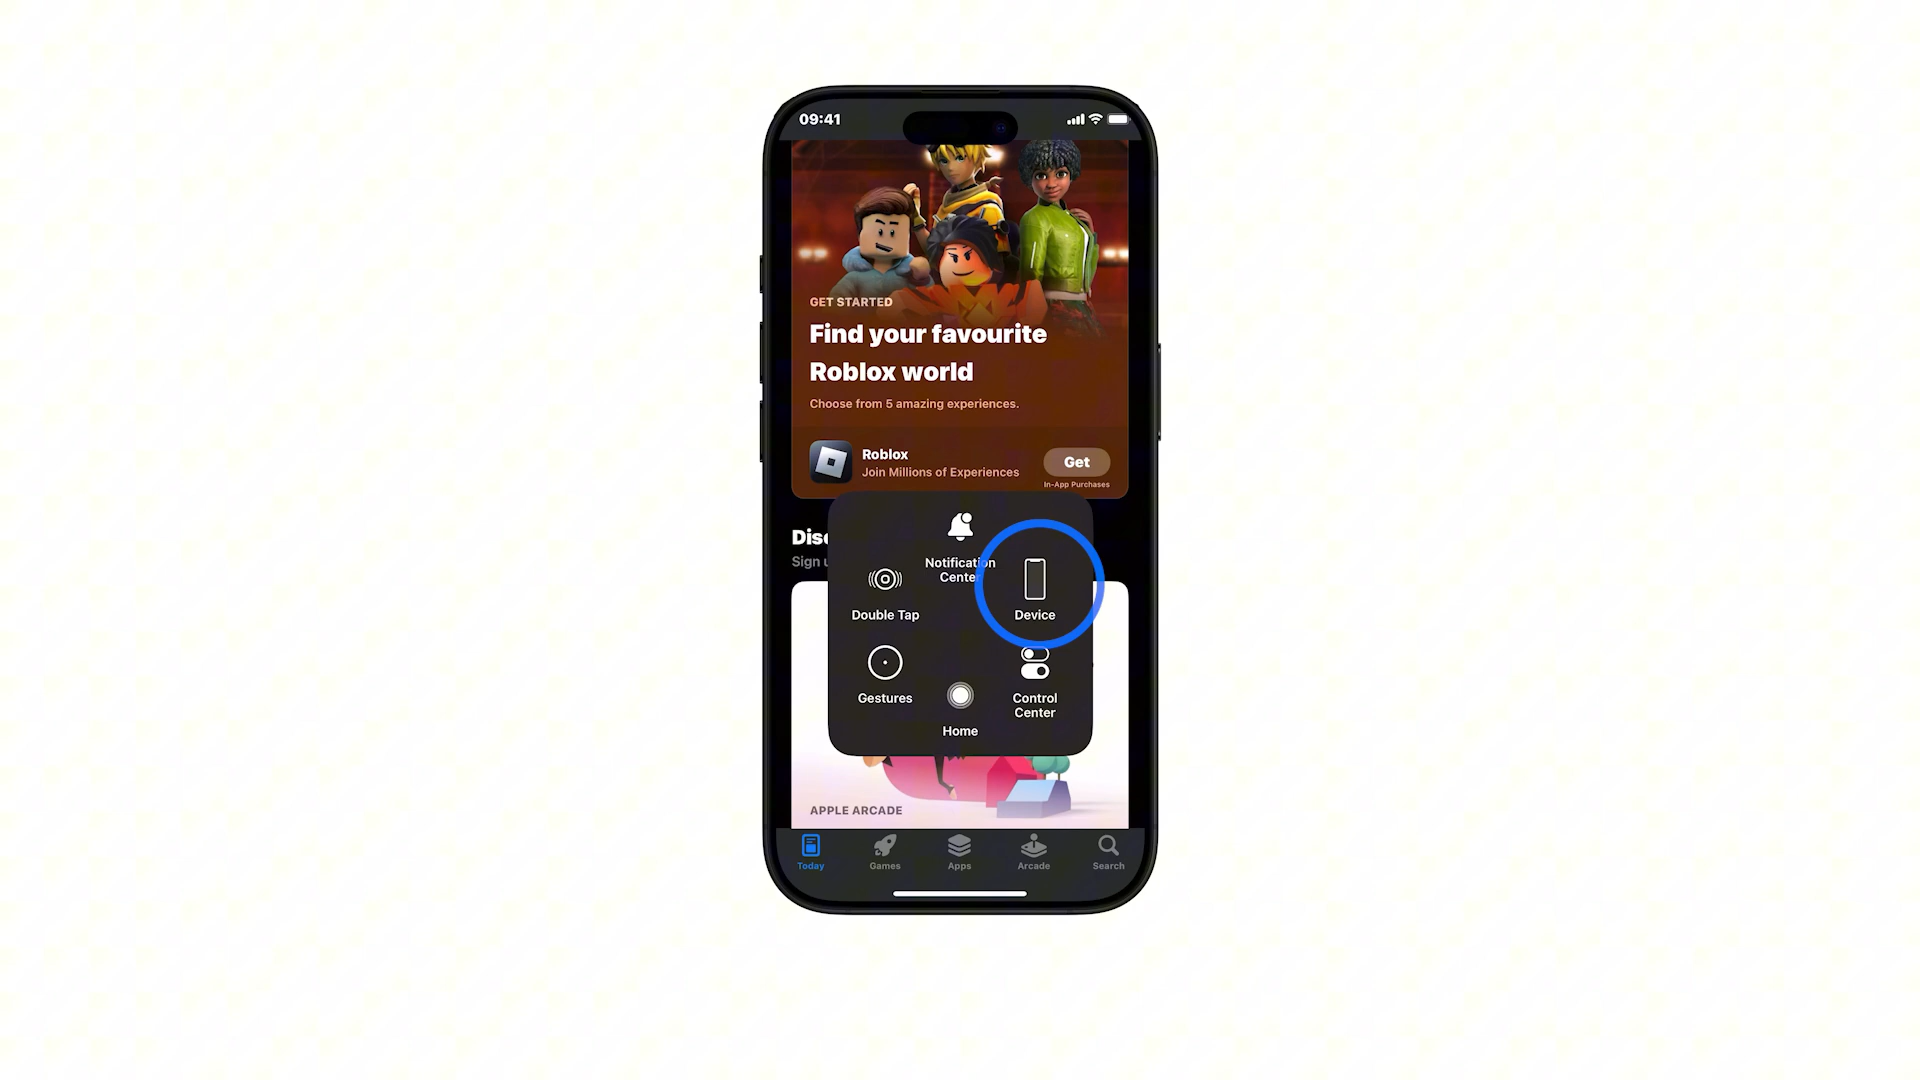 09:41
GET STARTED
Find your favourite
Roblox world
Choose from 5 amazing experiences.
Roblox
Join Millions of Experiences
Get
In-App Purchases
Notification
Center
Double Tap
Device
Gestures
Control
Center
Home
APPLE ARCADE
Today
Games
Apps
Arcade
Search